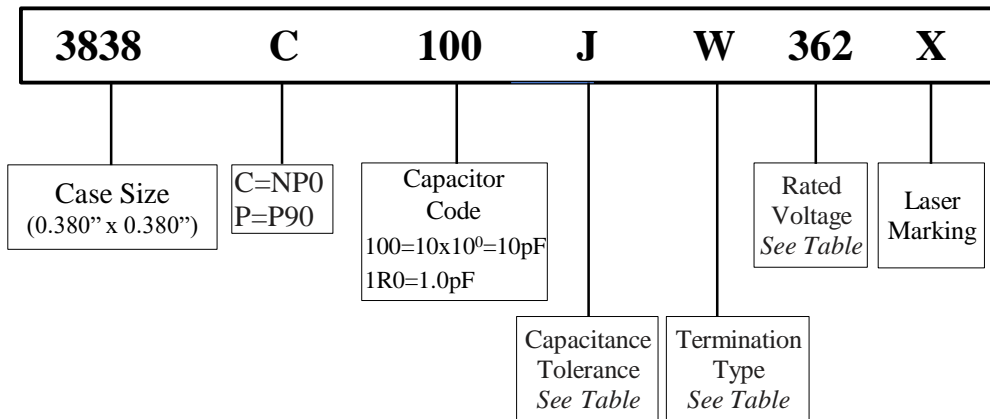 3838 C 100 J W 362 X
Case Size
(0.380” x 0.380”)
C=NP0
P=P90
Capacitor
Code
100=10x10⁰=10pF
1R0=1.0pF
Rated
Voltage
See Table
Laser
Marking
Capacitance
Tolerance
See Table
Termination
Type
See Table